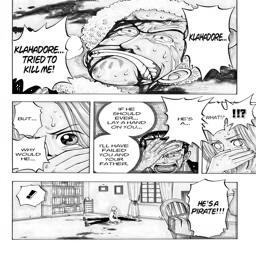 KLAHADORE...
KLAHADORE...
TRIED TO
KILL ME!
!!?
WHAT!!
HE'S
A...
IF HE
SHOULD
EVER...
LAY A HAND
ON YOU...
I'LL HAVE
FAILED YOU
AND YOUR
FATHER.
BUT...
WHY
WOULD
HE...
HE'S A
PIRATE!!!
!!